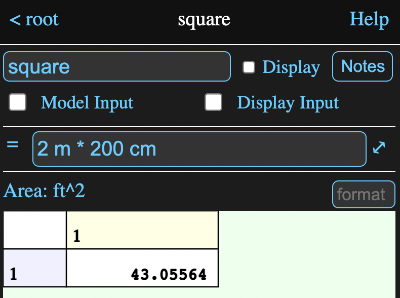 < root square Help
square Display Notes
Model Input Display Input
= 2 m * 200 cm ⤢
Area: ft^2 format
1
1 43.05564